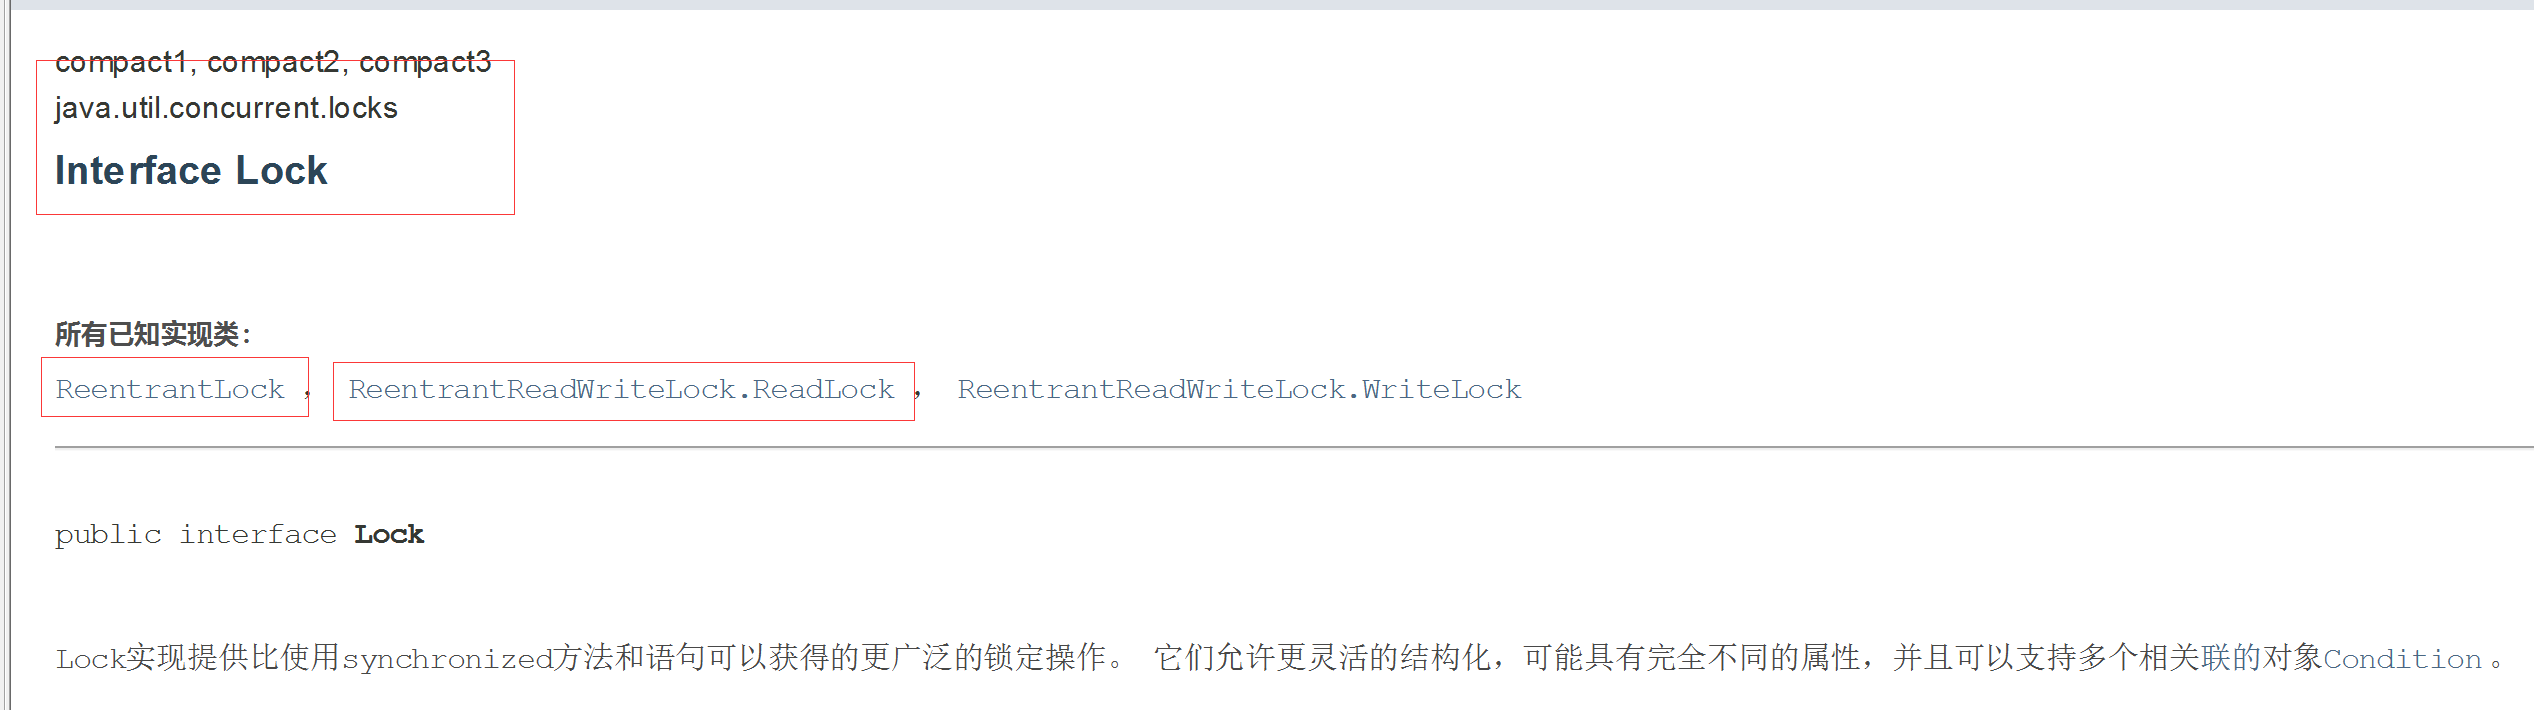 compact1, compact2, compact3
java.util.concurrent.locks
Interface Lock
所有已知实现类:
ReentrantLock , ReentrantReadWriteLock.ReadLock , ReentrantReadWriteLock.WriteLock
public interface Lock
Lock实现提供比使用synchronized方法和语句可以获得的更广泛的锁定操作。 它们允许更灵活的结构化，可能具有完全不同的属性，并且可以支持多个相关联的对象Condition 。